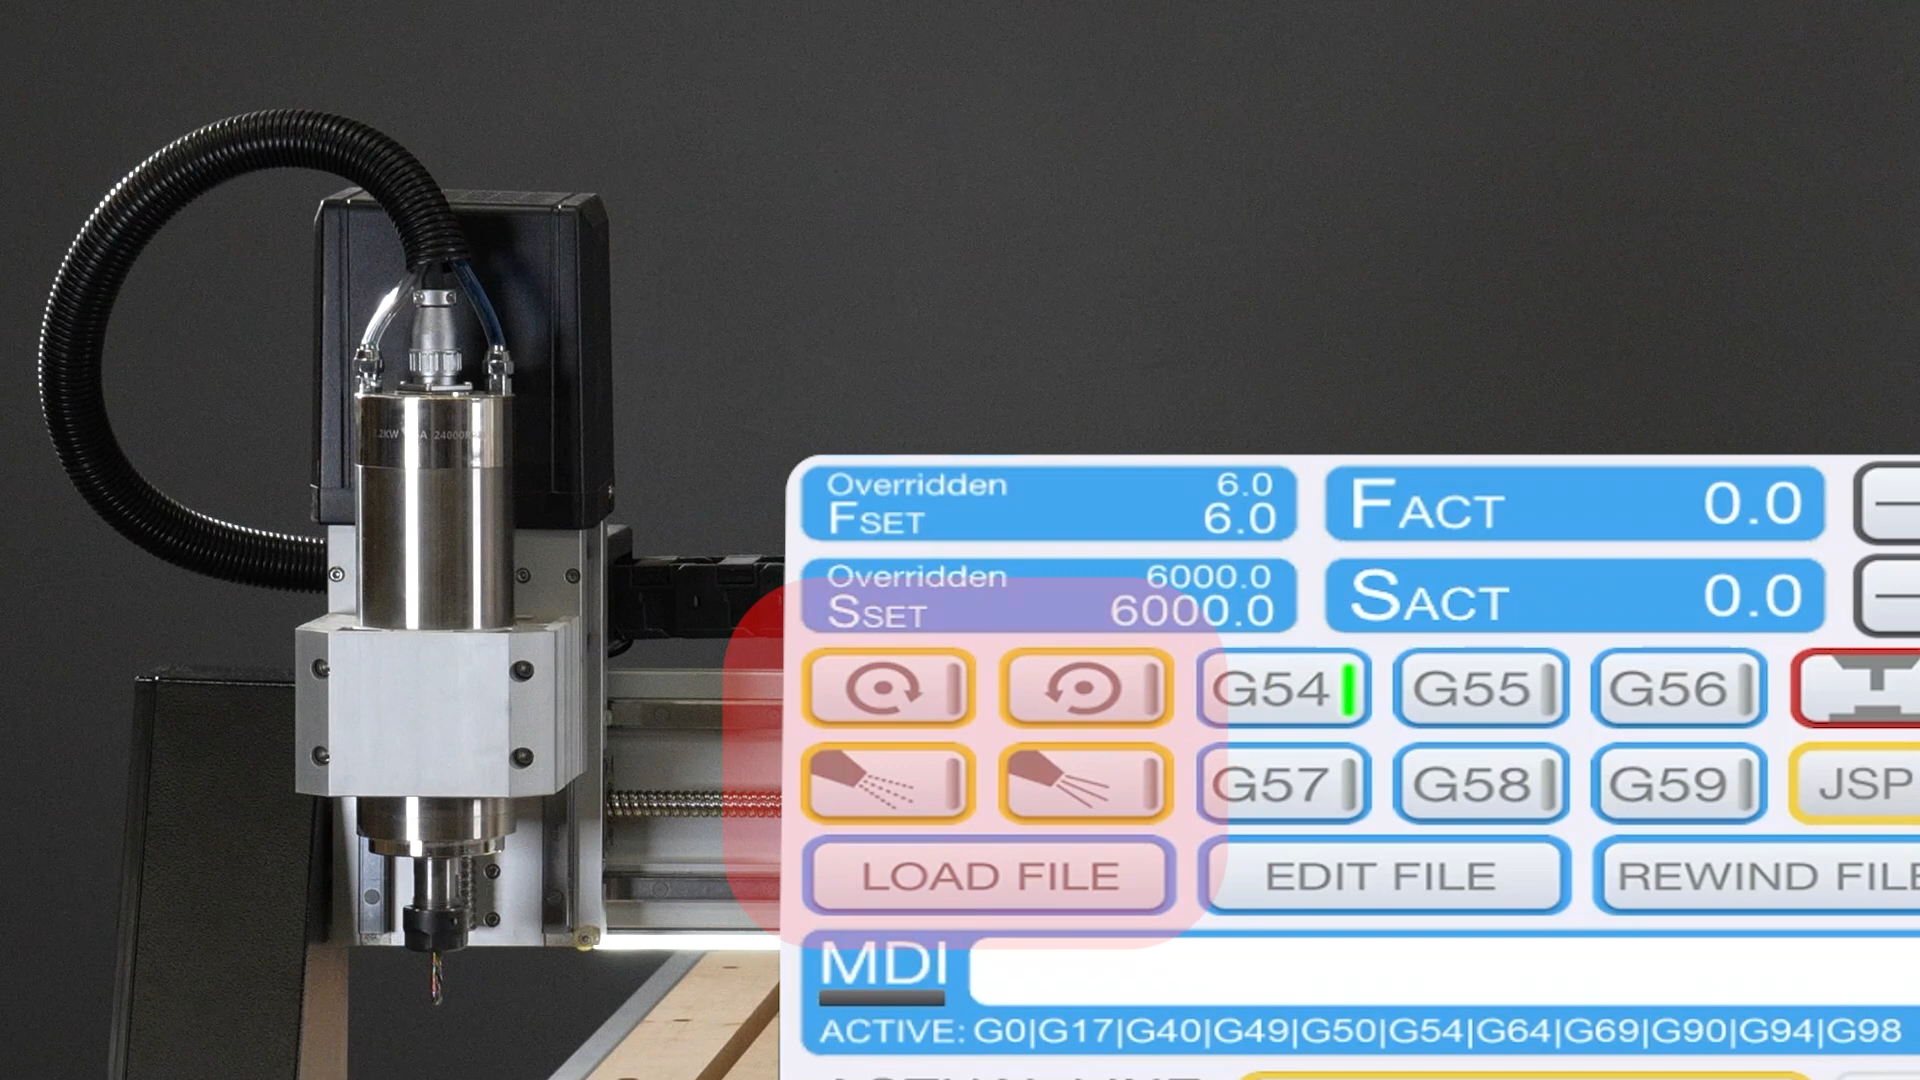 Overridden 6.0
FSET 6.0
FACT 0.0
Overridden 6000.0
SSET 6000.0
SACT 0.0
G54 G55 G56
G57 G58 G59 JSP
LOAD FILE EDIT FILE REWIND FILE
MDI
ACTIVE: G0|G17|G40|G49|G50|G54|G64|G69|G90|G94|G98